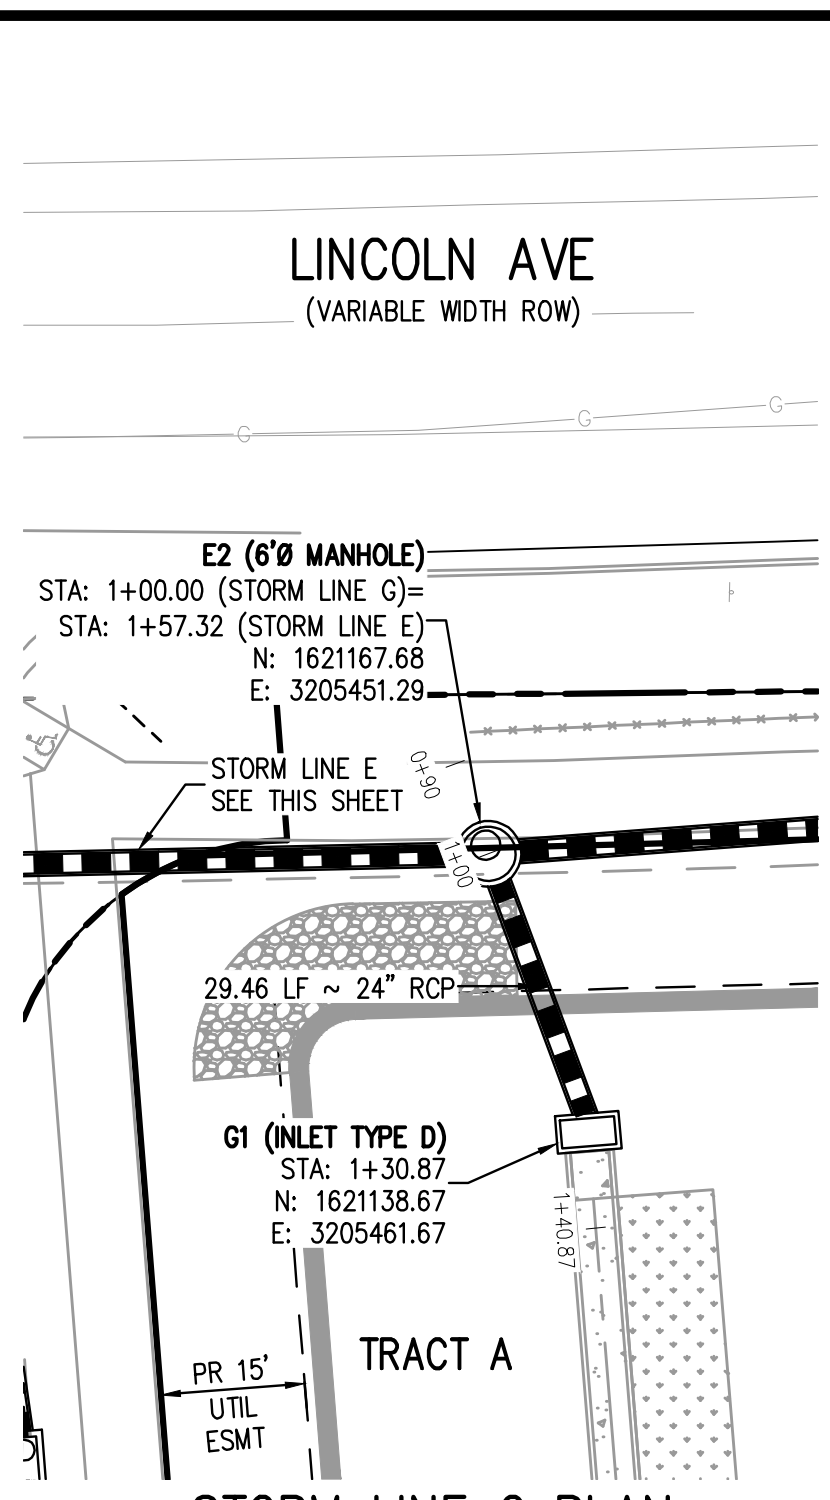 LINCOLN AVE
(VARIABLE WIDTH ROW)
G
G
G
E2 (6'Ø MANHOLE)
STA: 1+00.00 (STORM LINE G)=
STA: 1+57.32 (STORM LINE E)
N: 1621167.68
E: 3205451.29
STORM LINE E
SEE THIS SHEET
0+90
1+00
29.46 LF ~ 24" RCP
G1 (INLET TYPE D)
STA: 1+30.87
N: 1621138.67
E: 3205461.67
1+40.87
TRACT A
PR 15'
UTIL
ESMT
STORM LINE G PLAN